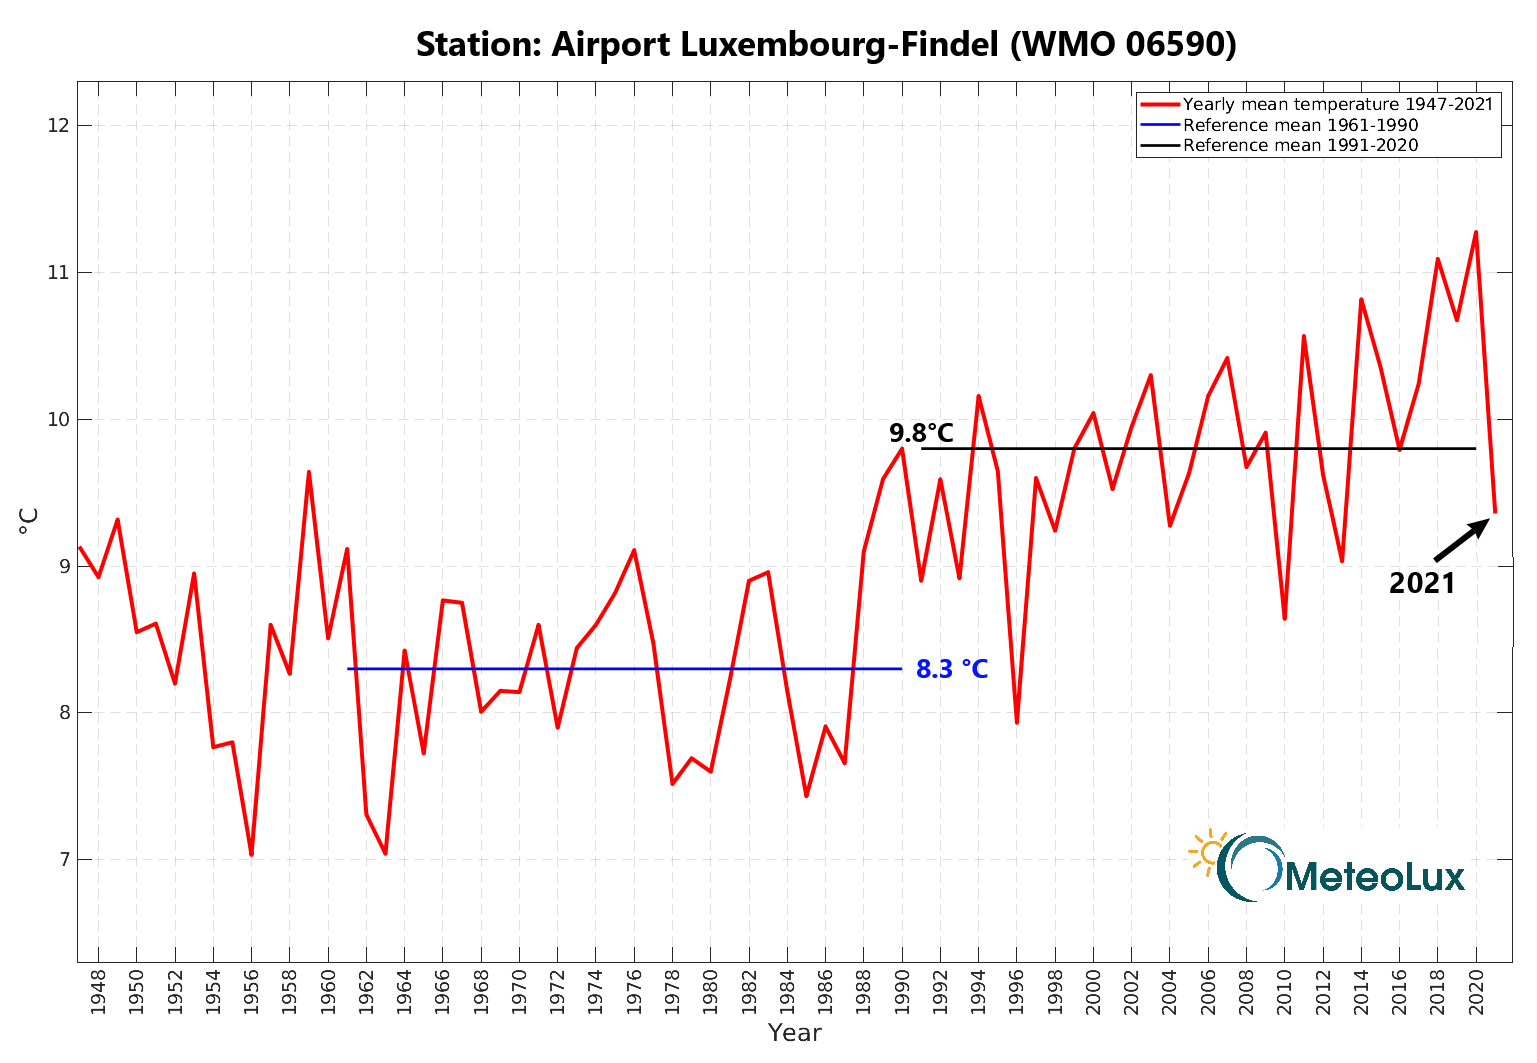 Station: Airport Luxembourg-Findel (WMO 06590)
Yearly mean temperature 1947-2021
Reference mean 1961-1990
Reference mean 1991-2020
12
11
10
9
8
7
°C
9.8°C
8.3 °C
2021
MeteoLux
1948 1950 1952 1954 1956 1958 1960 1962 1964 1966 1968 1970 1972 1974 1976 1978 1980 1982 1984 1986 1988 1990 1992 1994 1996 1998 2000 2002 2004 2006 2008 2010 2012 2014 2016 2018 2020
Year